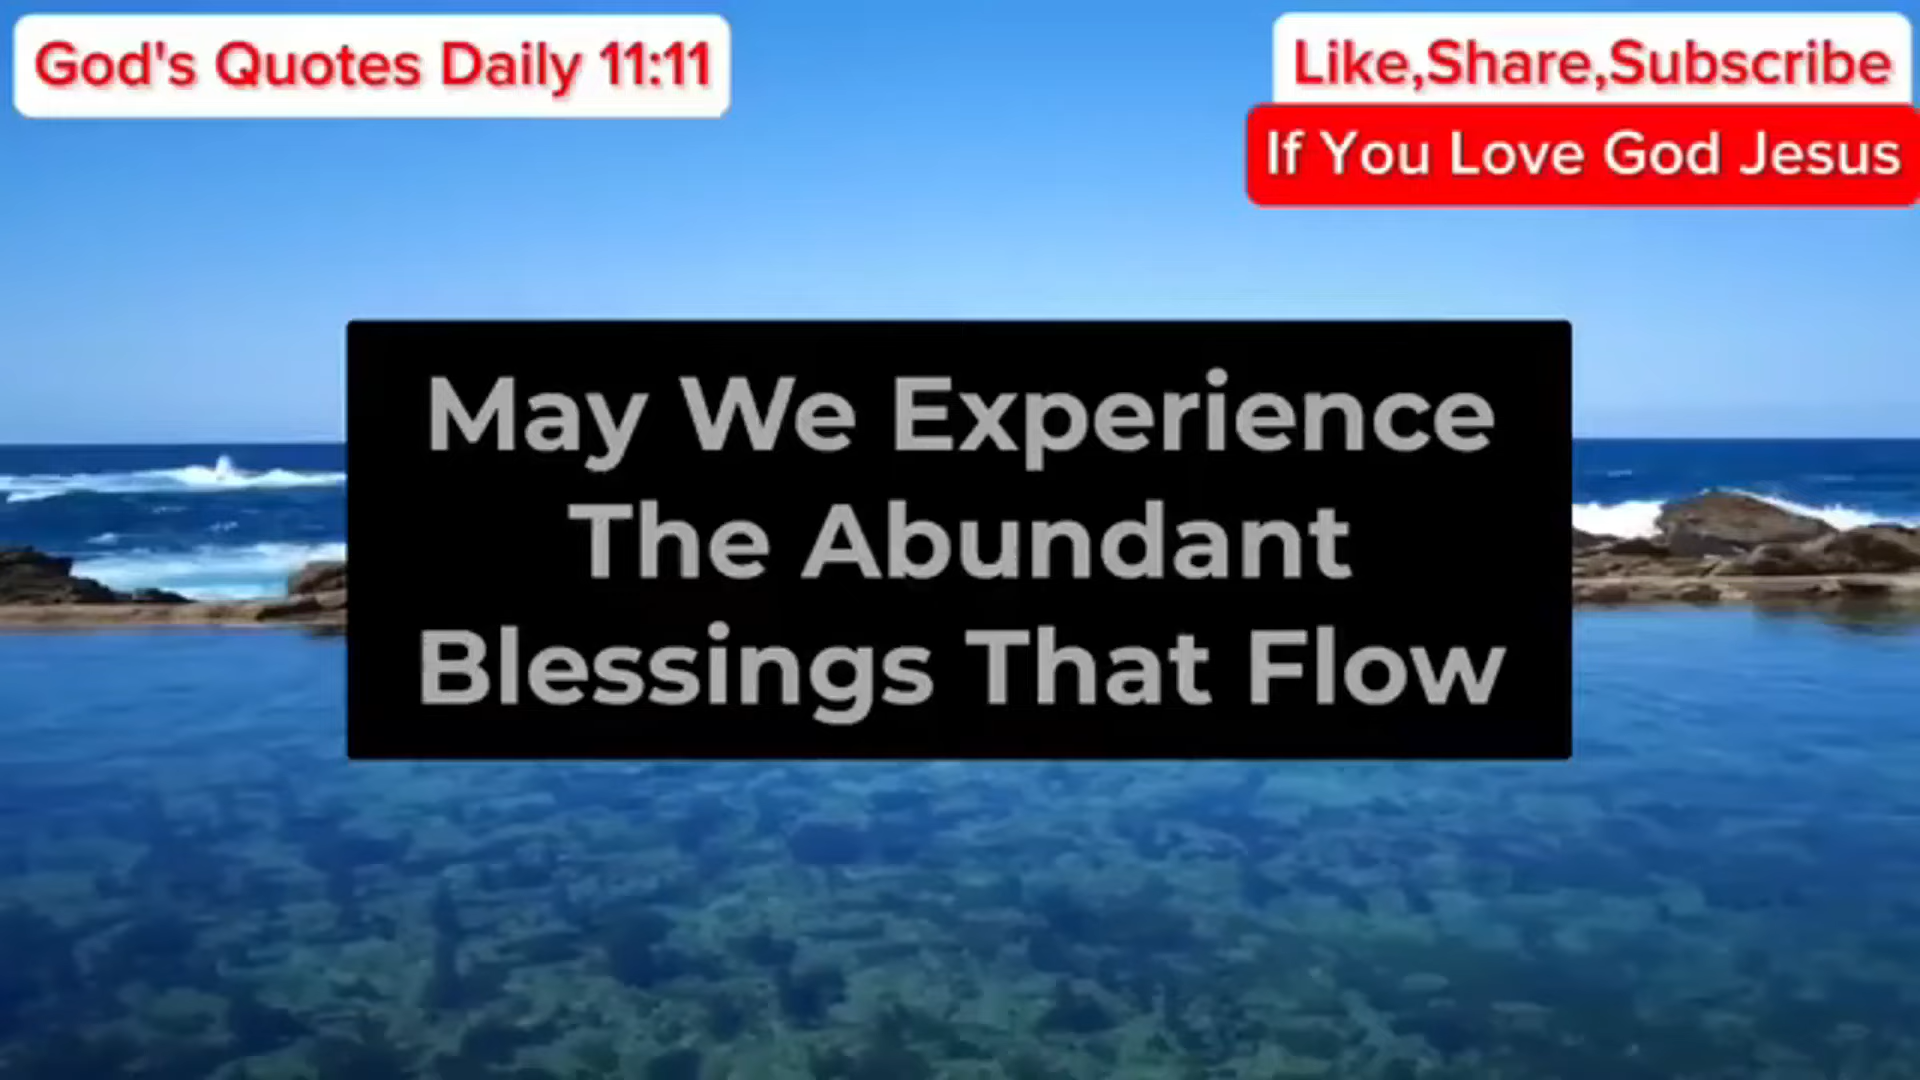 God's Quotes Daily 11:11
Like,Share,Subscribe
If You Love God Jesus
May We Experience
The Abundant
Blessings That Flow